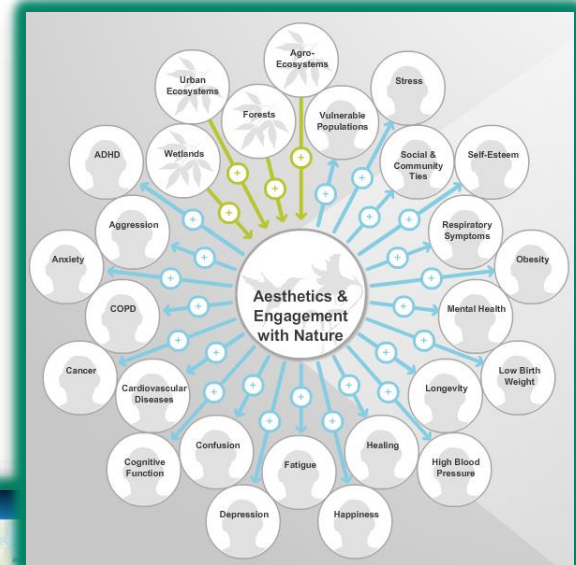 Agro-
Ecosystems
Urban
Ecosystems
Stress
Forests
Vulnerable
Populations
ADHD
Wetlands
Social &
Community
Ties
Self-Esteem
Aggression
Respiratory
Symptoms
Anxiety
Obesity
Aesthetics &
Engagement
with Nature
COPD
Mental Health
Cancer
Low Birth
Weight
Cardiovascular
Diseases
Longevity
Confusion
Healing
Cognitive
Function
Fatigue
High Blood
Pressure
Depression
Happiness